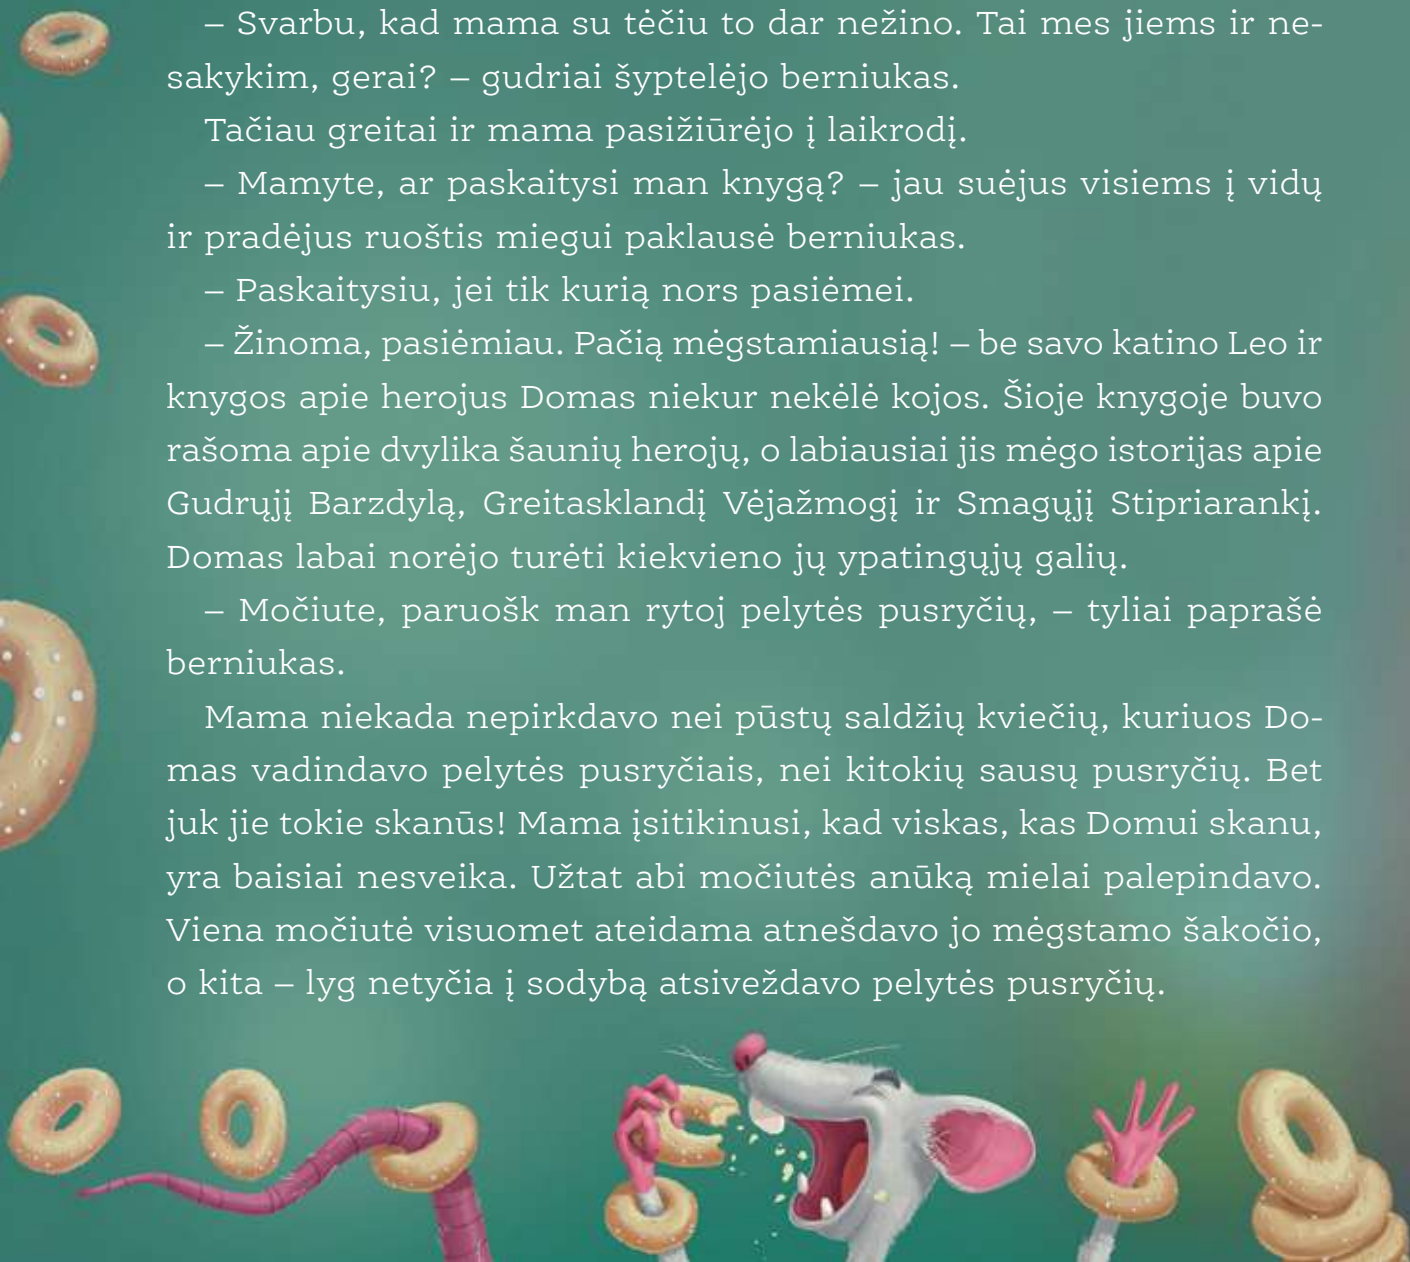 – Svarbu, kad mama su tėčiu to dar nežino. Tai mes jiems ir ne-
sakykim, gerai? – gudriai šyptelėjo berniukas.
Tačiau greitai ir mama pasižiūrėjo į laikrodį.
– Mamyte, ar paskaitysi man knygą? – jau suėjus visiems į vidų
ir pradėjus ruoštis miegui paklausė berniukas.
– Paskaitysiu, jei tik kurią nors pasiėmei.
– Žinoma, pasiėmiau. Pačią mėgstamiausią! – be savo katino Leo ir
knygos apie herojus Domas niekur nekėlė kojos. Šioje knygoje buvo
rašoma apie dvylika šaunių herojų, o labiausiai jis mėgo istorijas apie
Gudrųjį Barzdylą, Greitasklandį Vėjažmogį ir Smagųjį Stipriarankį.
Domas labai norėjo turėti kiekvieno jų ypatingųjų galių.
– Močiute, paruošk man rytoj pelytės pusryčių, – tyliai paprašė
berniukas.
Mama niekada nepirkdavo nei pūstų saldžių kviečių, kuriuos Do-
mas vadindavo pelytės pusryčiais, nei kitokių sausų pusryčių. Bet
juk jie tokie skanūs! Mama įsitikinusi, kad viskas, kas Domui skanu,
yra baisiai nesveika. Užtat abi močiutės anūką mielai palepindavo.
Viena močiutė visuomet ateidama atnešdavo jo mėgstamo šakočio,
o kita – lyg netyčia į sodybą atsiveždavo pelytės pusryčių.